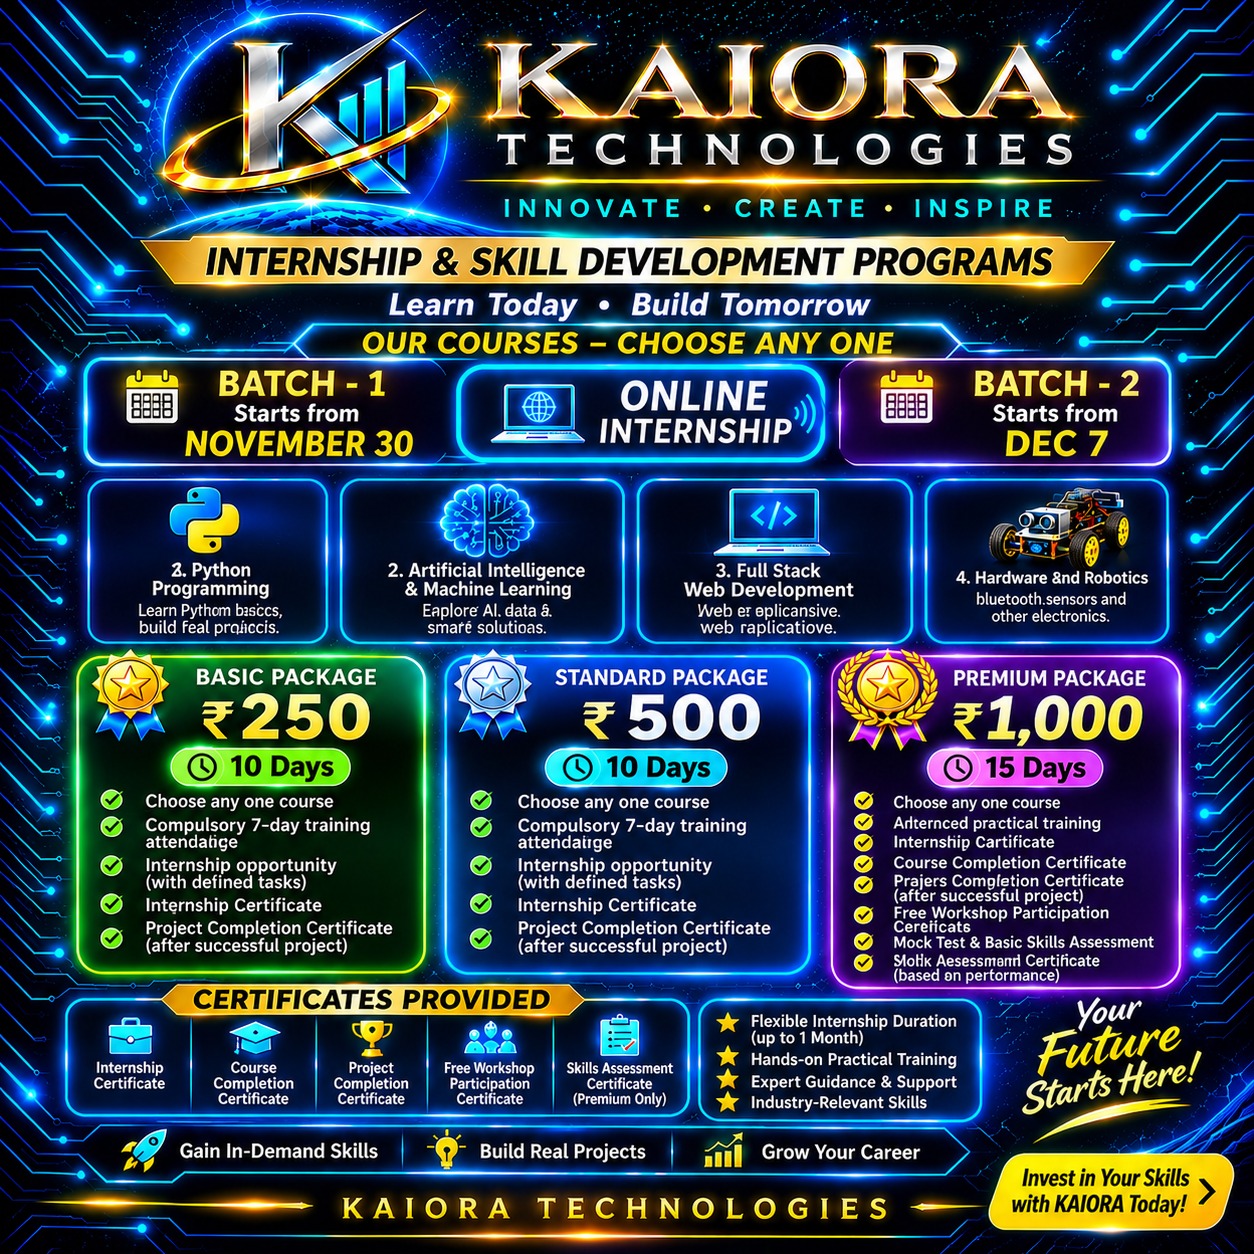 KAIORA
TECHNOLOGIES
INNOVATE • CREATE • INSPIRE
INTERNSHIP & SKILL DEVELOPMENT PROGRAMS
Learn Today • Build Tomorrow
OUR COURSES – CHOOSE ANY ONE
BATCH - 1
Starts from
NOVEMBER 30
ONLINE
INTERNSHIP
BATCH - 2
Starts from
DEC 7
Python
Programming
Learn Python
build
2. Artificial Intelligence
& Machine Learning
Explore AI, data &
solutions.
3. Full Stack
Web Development
Web
web
4. Hardware and Robotics
bluetooth.sensors and
other electronics.
BASIC PACKAGE
₹250
10 Days
Choose any one course
Compulsory 7-day training
Internship opportunity
(with defined tasks)
Internship Certificate
Project Completion Certificate
(after successful project)
STANDARD PACKAGE
₹500
10 Days
Choose any one course
Compulsory 7-day training
Internship opportunity
(with defined tasks)
Internship Certificate
Project Completion Certificate
(after successful project)
PREMIUM PACKAGE
₹1,000
15 Days
Choose any one course
practical training
Internship Certificate
Course Completion Certificate
Completion Certificate
(after successful project)
Free Workshop Participation
Mock Test & Basic Skills Assessment
Certificate
(based on performance)
CERTIFICATES PROVIDED
Internship
Certificate
Course
Completion
Certificate
Project
Completion
Certificate
Free Workshop
Participation
Certificate
Skills Assessment
Certificate
(Premium Only)
Flexible Internship Duration
(up to 1 Month)
Hands-on Practical Training
Expert Guidance & Support
Industry-Relevant Skills
Your
Future
Starts Here!
Gain In-Demand Skills
Build Real Projects
Grow Your Career
Invest in Your Skills
with KAIORA Today!
KAIORA TECHNOLOGIES